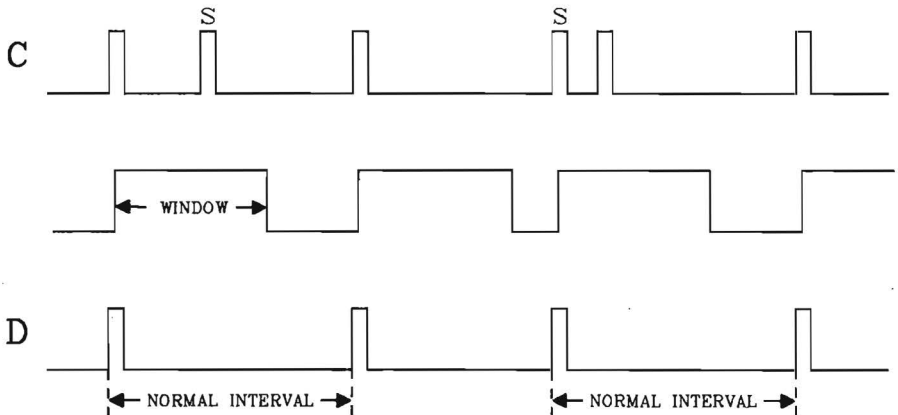 S S
C
WINDOW
D
NORMAL INTERVAL NORMAL INTERVAL